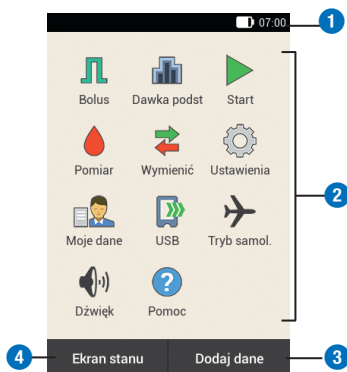 07:00 1
Bolus Dawka podst Start
Pomiar Wymienić Ustawienia
2
Moje dane USB Tryb samol.
?
Dźwięk Pomoc
4 Ekran stanu Dodaj dane 3